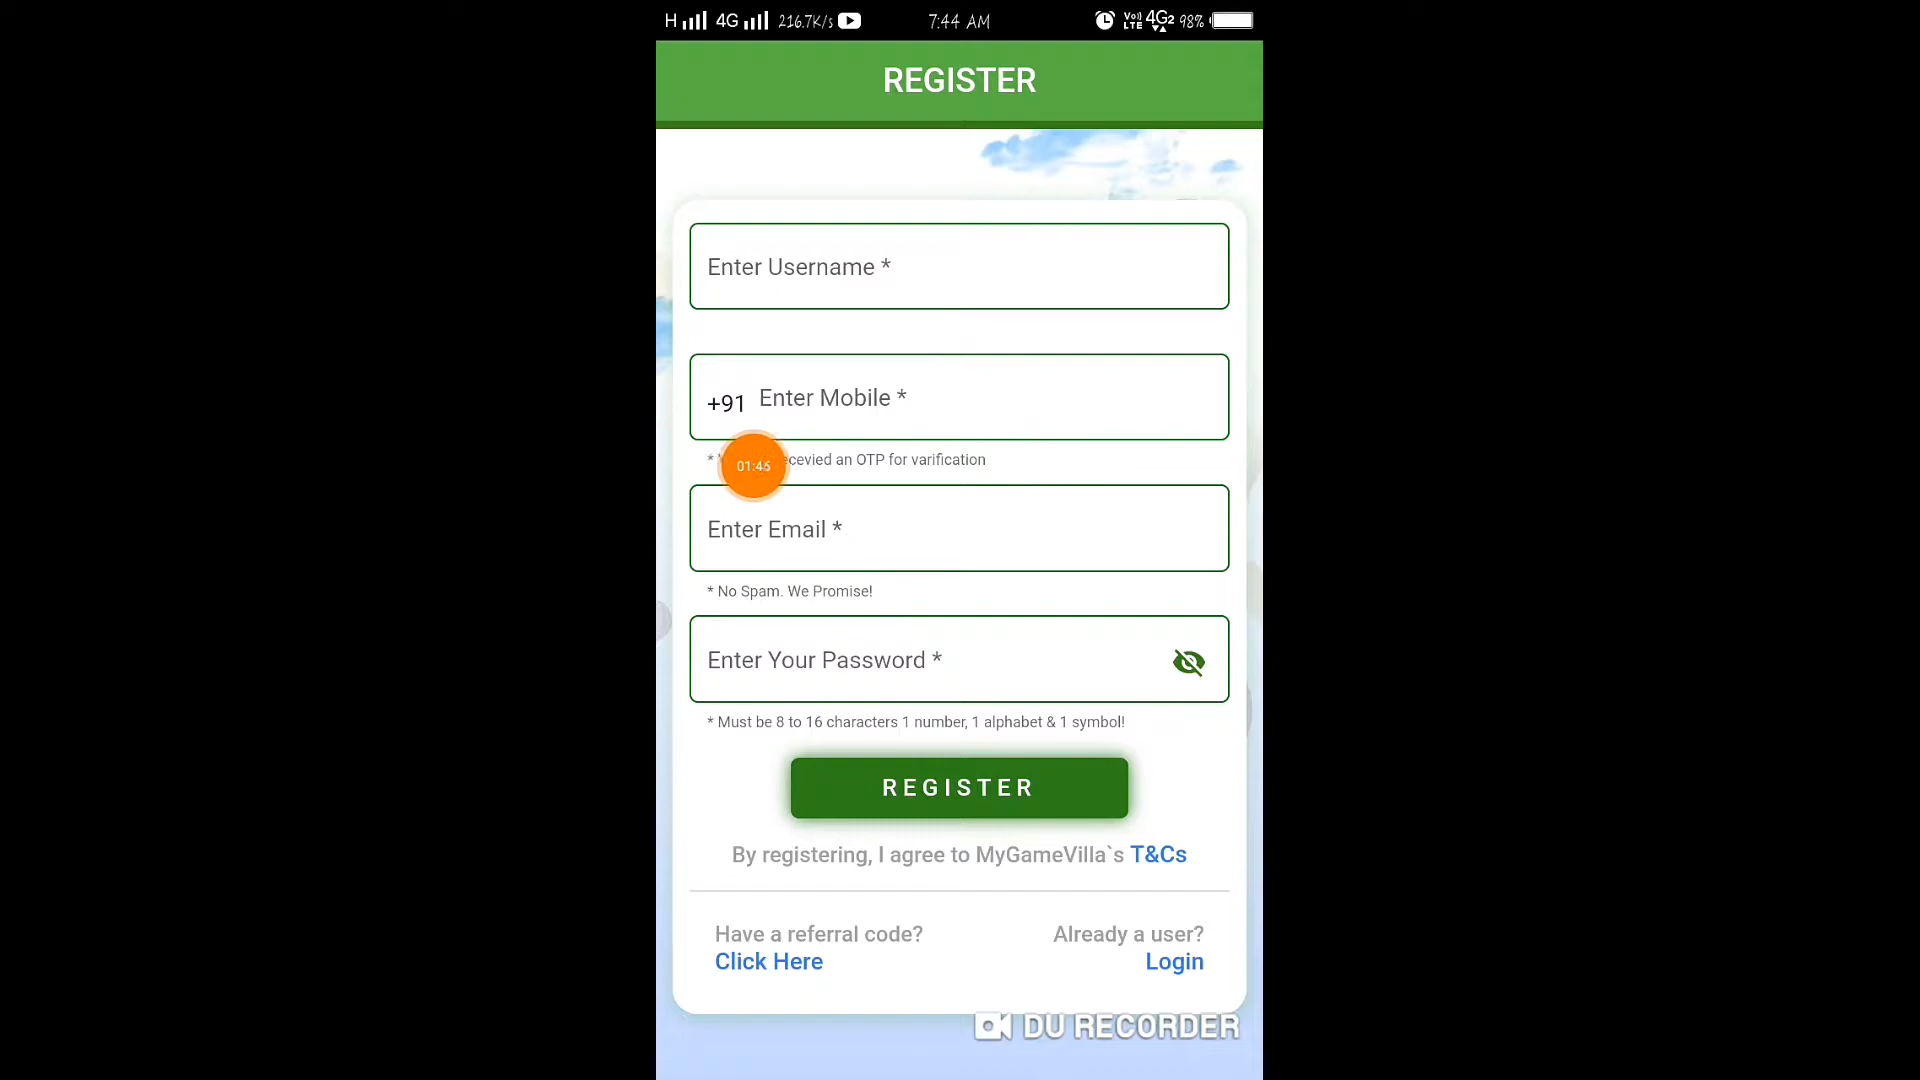 H 4G 216.7K/s 7:44 AM Vo) LTE 4G2 98%
REGISTER
Enter Username *
+91 Enter Mobile *
* recevied an OTP for varification
01:45
Enter Email *
* No Spam. We Promise!
Enter Your Password *
* Must be 8 to 16 characters 1 number, 1 alphabet & 1 symbol!
REGISTER
By registering, I agree to MyGameVilla`s T&Cs
Have a referral code? Already a user?
Click Here Login
DU RECORDER